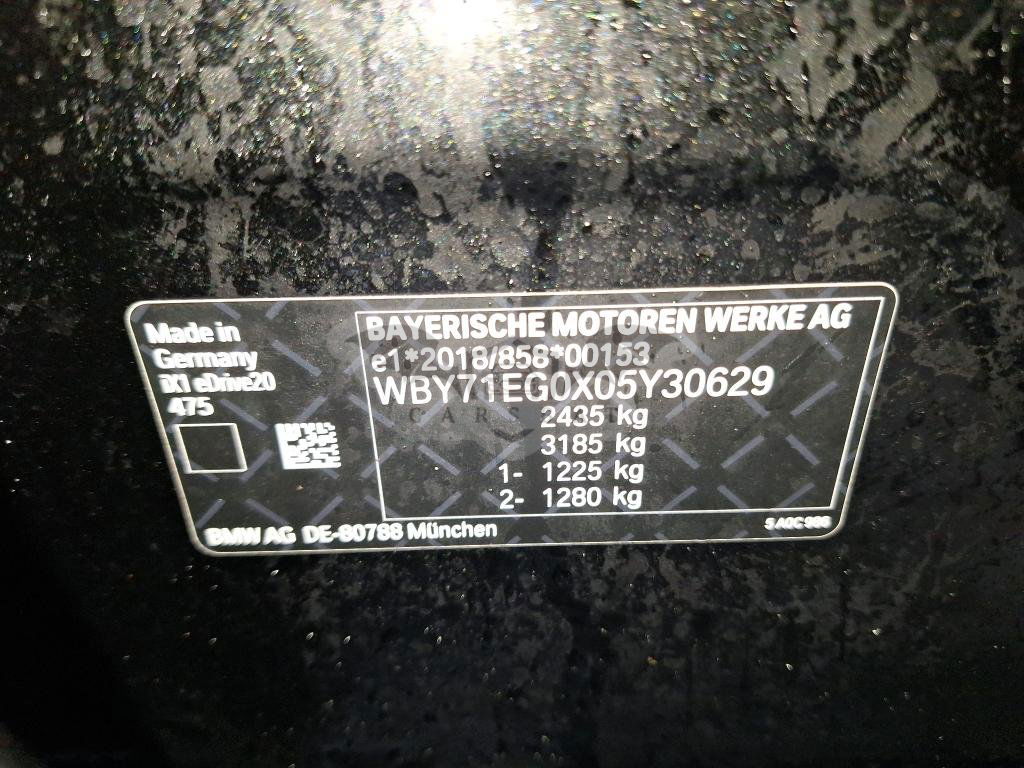 Made in
Germany
iX1 eDrive20
475
BAYERISCHE MOTOREN WERKE AG
e1*2018/858*00153
WBY71EG0X05Y30629
CARS
2435 kg
3185 kg
1- 1225 kg
2- 1280 kg
BMW AG DE-80788 München